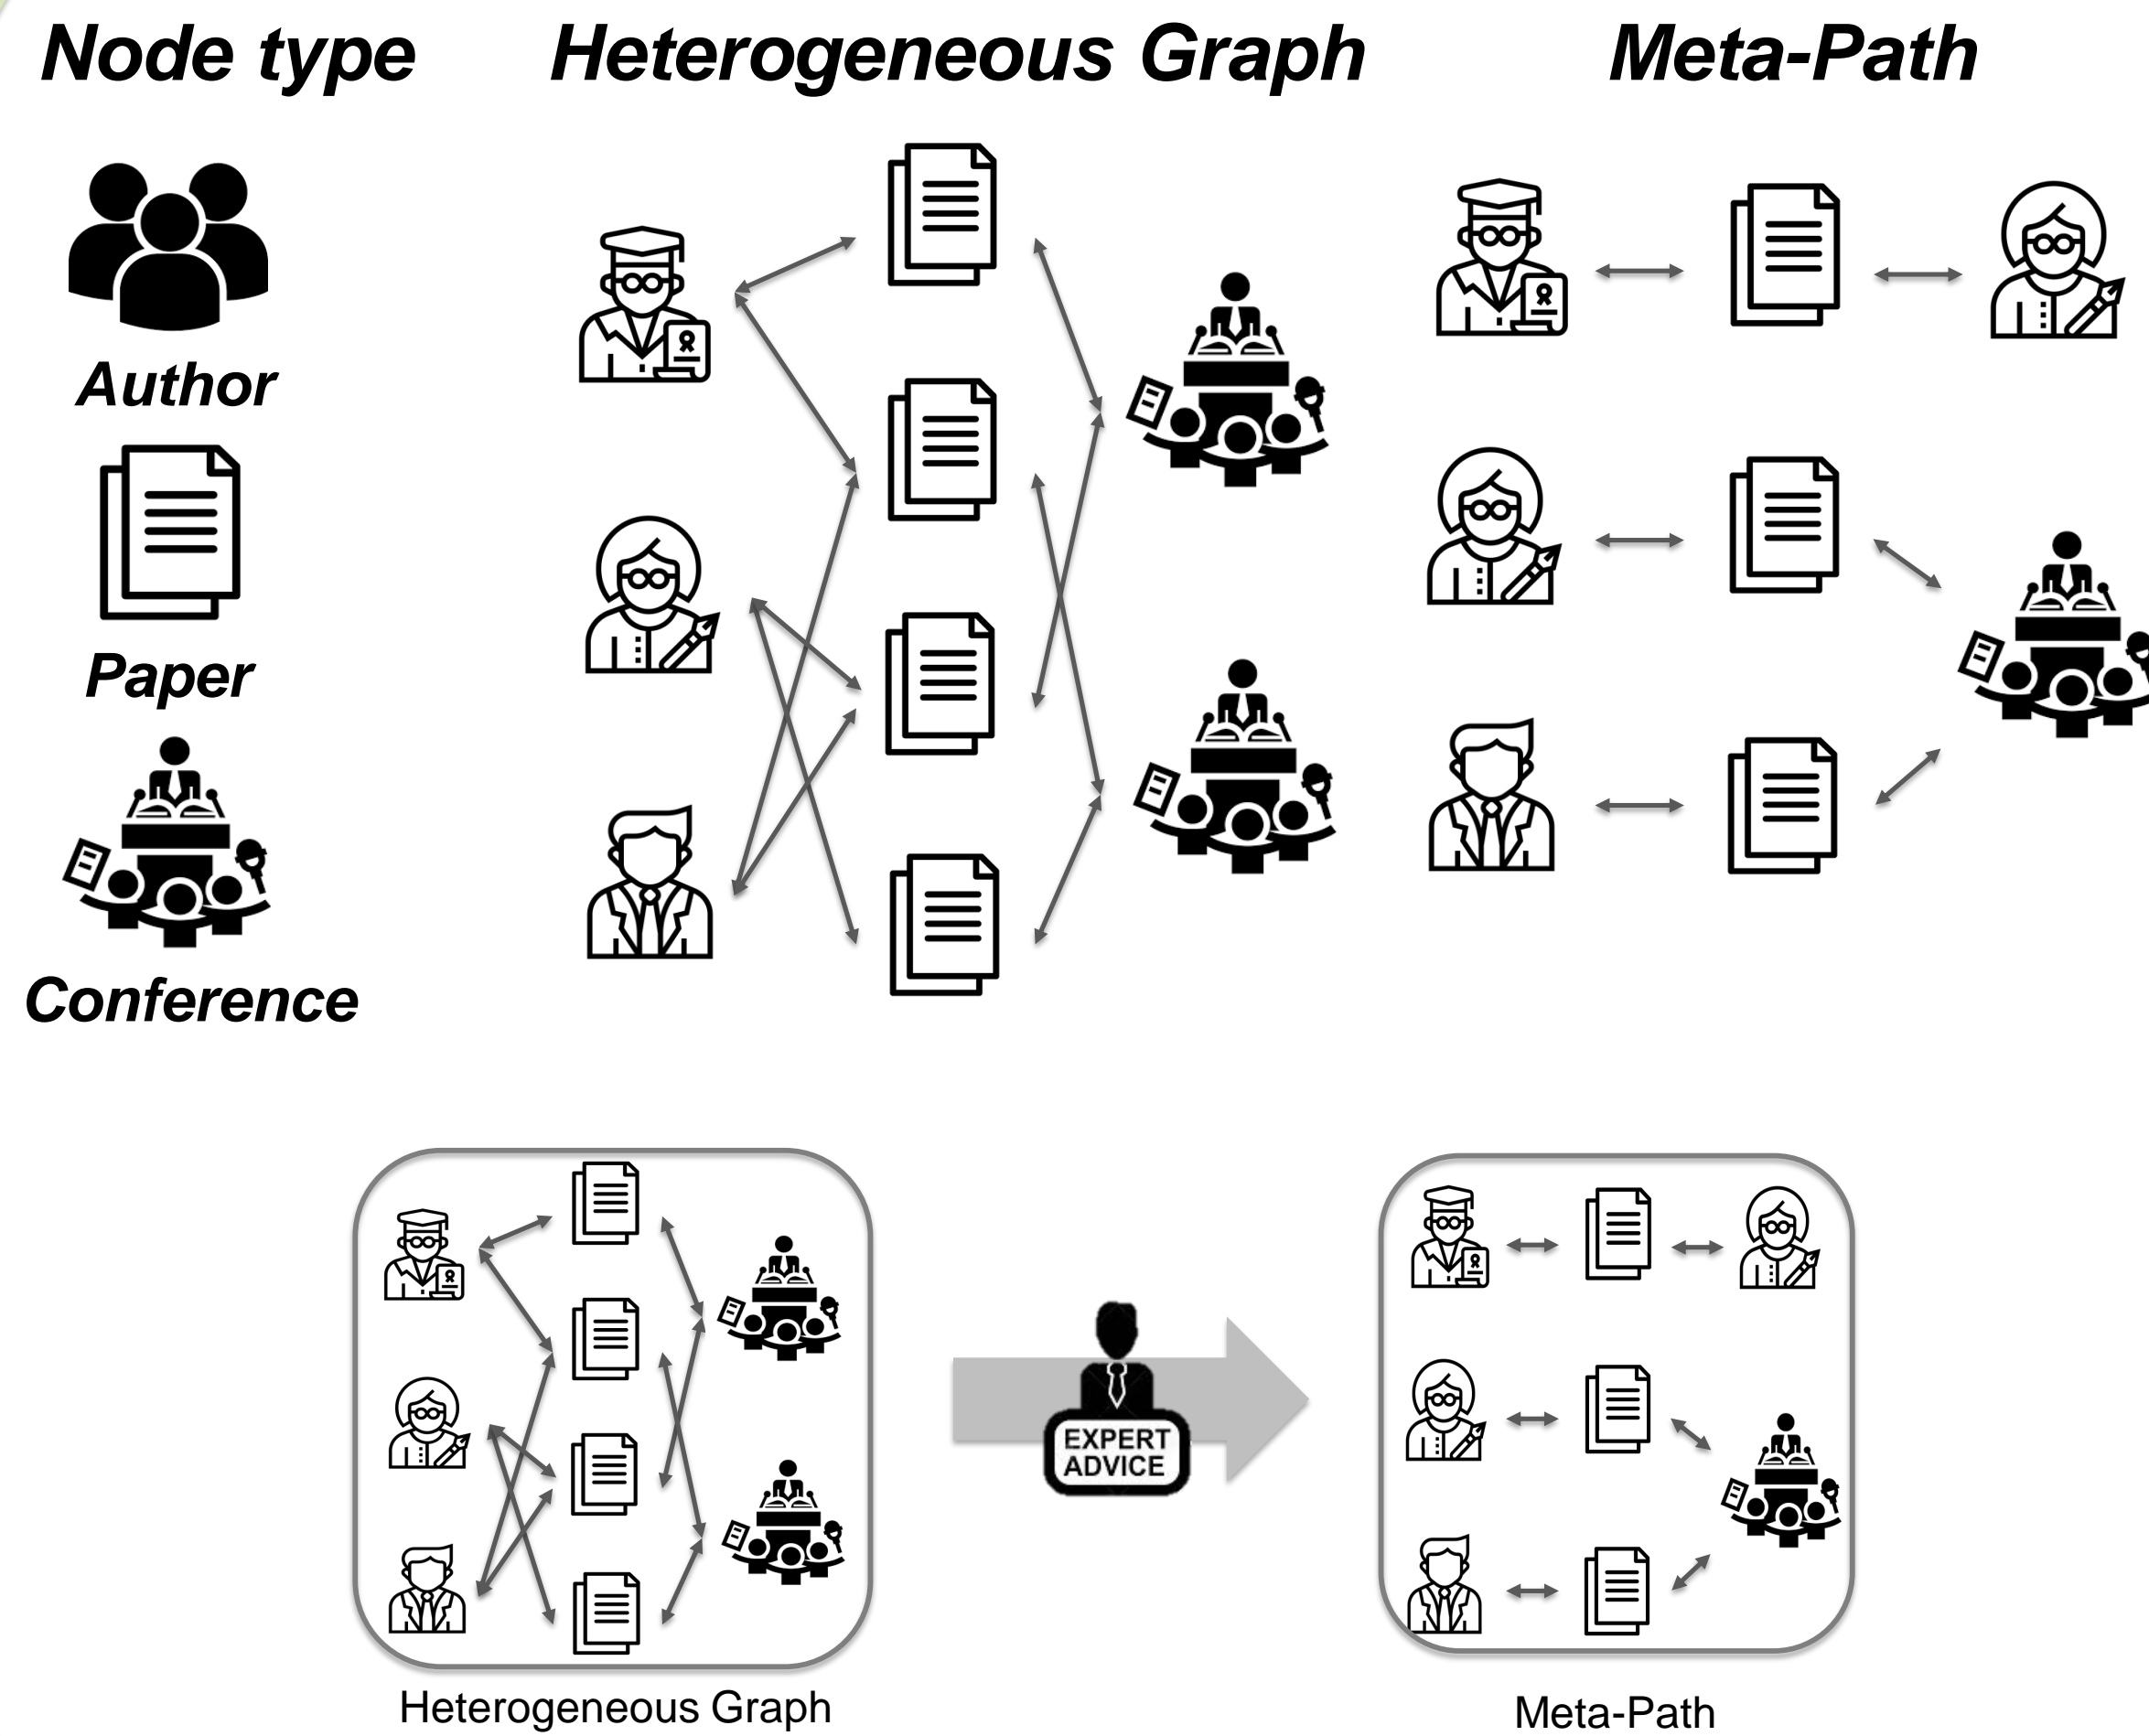 Node type
Heterogeneous Graph
Meta-Path
Author
Paper
Conference
EXPERT
ADVICE
Heterogeneous Graph
Meta-Path